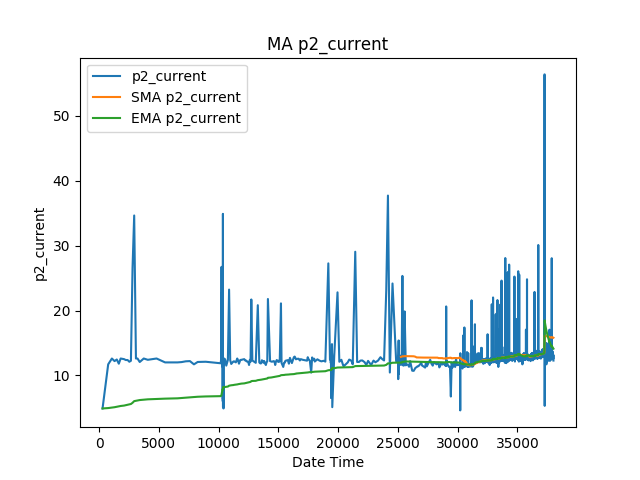 MA p2_current
p2_current
SMA p2_current
EMA p2_current
50
40
30
20
10
p2_current
0 5000 10000 15000 20000 25000 30000 35000
Date Time